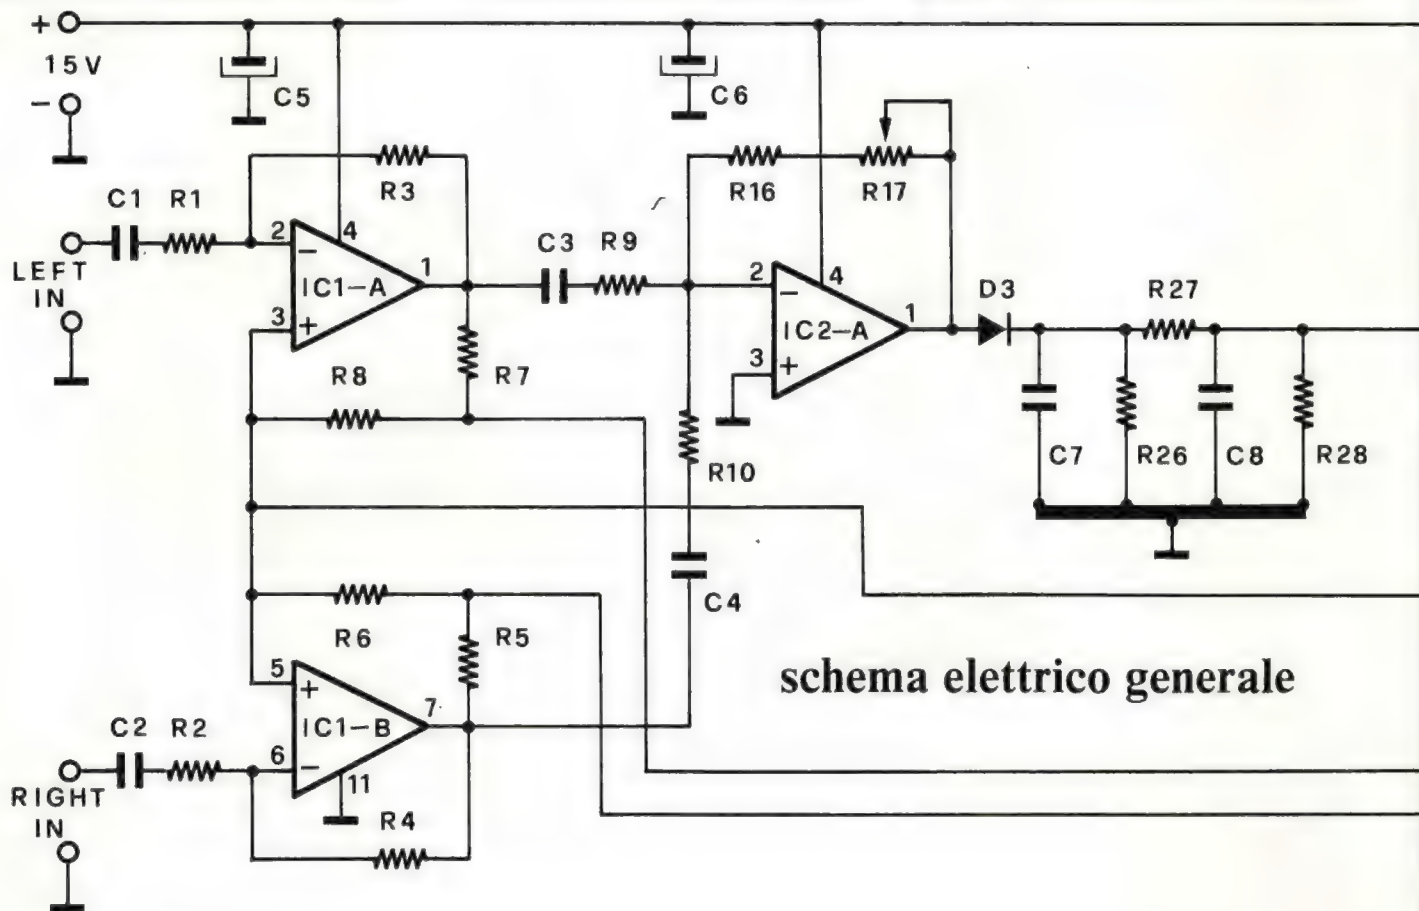 +
15V
−
C5
C6
R3
R16
R17
C1
R1
2
−
4
LEFT
IN
IC1-A
1
3
+
C3
R9
2
−
4
IC2-A
1
3
+
D3
R27
R8
R7
R10
C7
R26
C8
R28
C4
R6
R5
schema elettrico generale
5
+
7
IC1-B
C2
R2
6
−
11
RIGHT
IN
R4